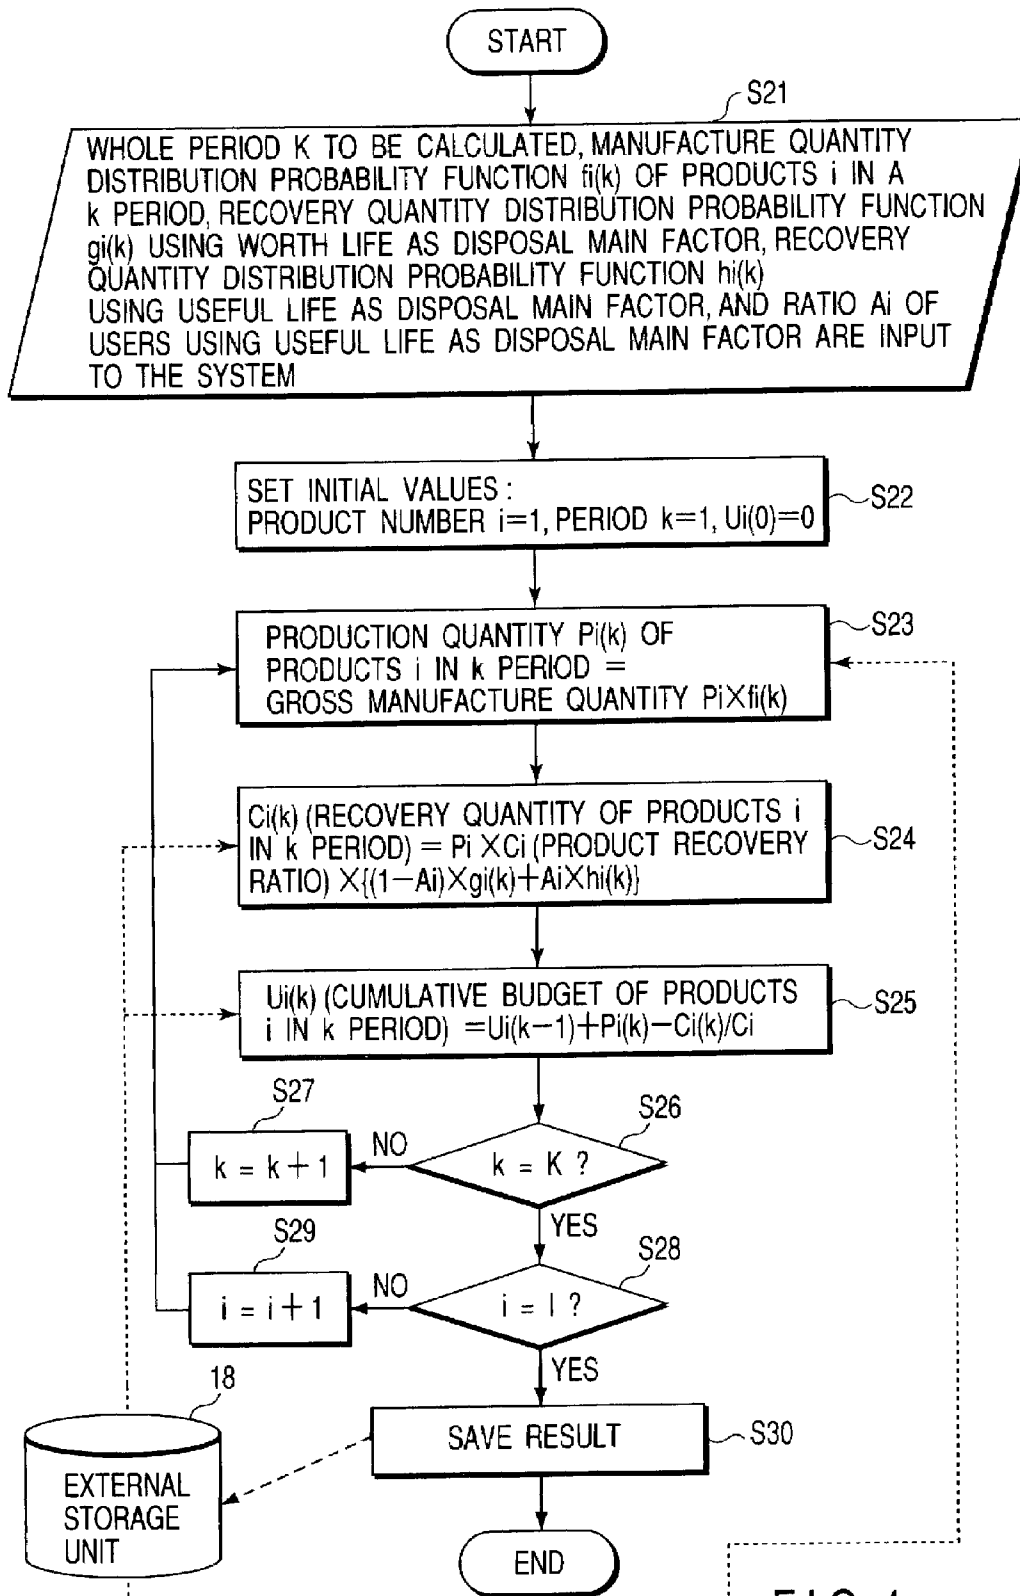 START
S21
WHOLE PERIOD K TO BE CALCULATED, MANUFACTURE QUANTITY
DISTRIBUTION PROBABILITY FUNCTION fi(k) OF PRODUCTS i IN A
k PERIOD, RECOVERY QUANTITY DISTRIBUTION PROBABILITY FUNCTION
gi(k) USING WORTH LIFE AS DISPOSAL MAIN FACTOR, RECOVERY
QUANTITY DISTRIBUTION PROBABILITY FUNCTION hi(k)
USING USEFUL LIFE AS DISPOSAL MAIN FACTOR, AND RATIO Ai OF
USERS USING USEFUL LIFE AS DISPOSAL MAIN FACTOR ARE INPUT
TO THE SYSTEM
SET INITIAL VALUES :
PRODUCT NUMBER i=1, PERIOD k=1, Ui(0)=0
S22
PRODUCTION QUANTITY Pi(k) OF
PRODUCTS i IN k PERIOD =
GROSS MANUFACTURE QUANTITY Pi×fi(k)
S23
Ci(k) (RECOVERY QUANTITY OF PRODUCTS i
IN k PERIOD) = Pi ×Ci (PRODUCT RECOVERY
RATIO) ×{(1-Ai)×gi(k)+Ai×hi(k)}
S24
Ui(k) (CUMULATIVE BUDGET OF PRODUCTS
i IN k PERIOD) =Ui(k-1)+Pi(k)-Ci(k)/Ci
S25
S27
k = k + 1
NO
S26
k = K ?
YES
S29
i = i + 1
NO
S28
i = I ?
YES
18
EXTERNAL
STORAGE
UNIT
SAVE RESULT
S30
END